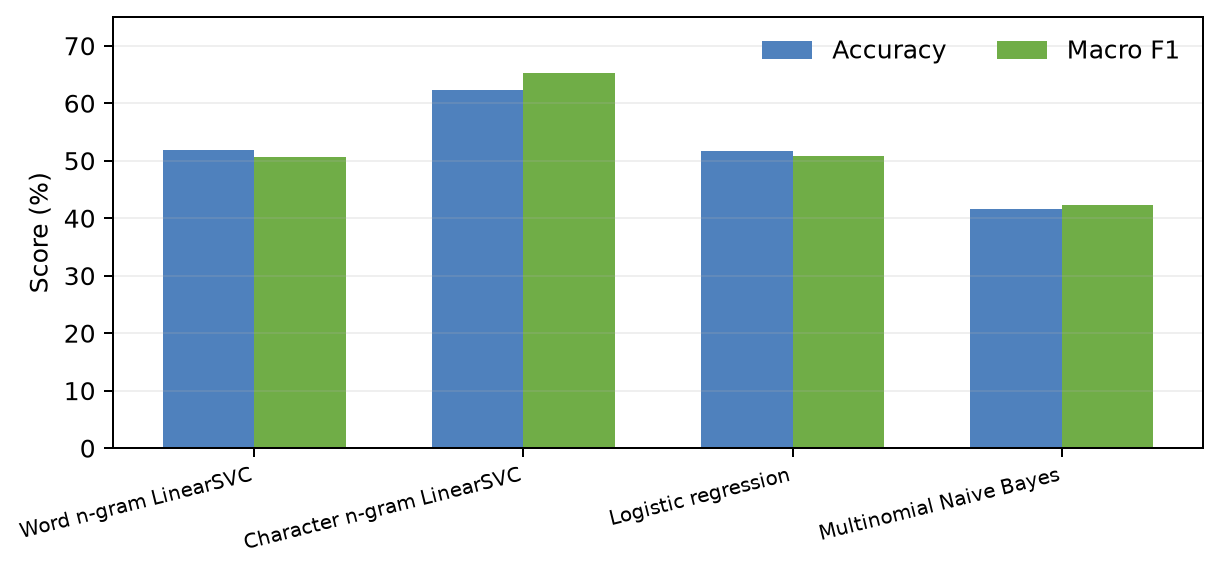 Accuracy Macro F1
Score (%)
70
60
50
40
30
20
10
0
Word n-gram LinearSVC
Character n-gram LinearSVC
Logistic regression
Multinomial Naive Bayes